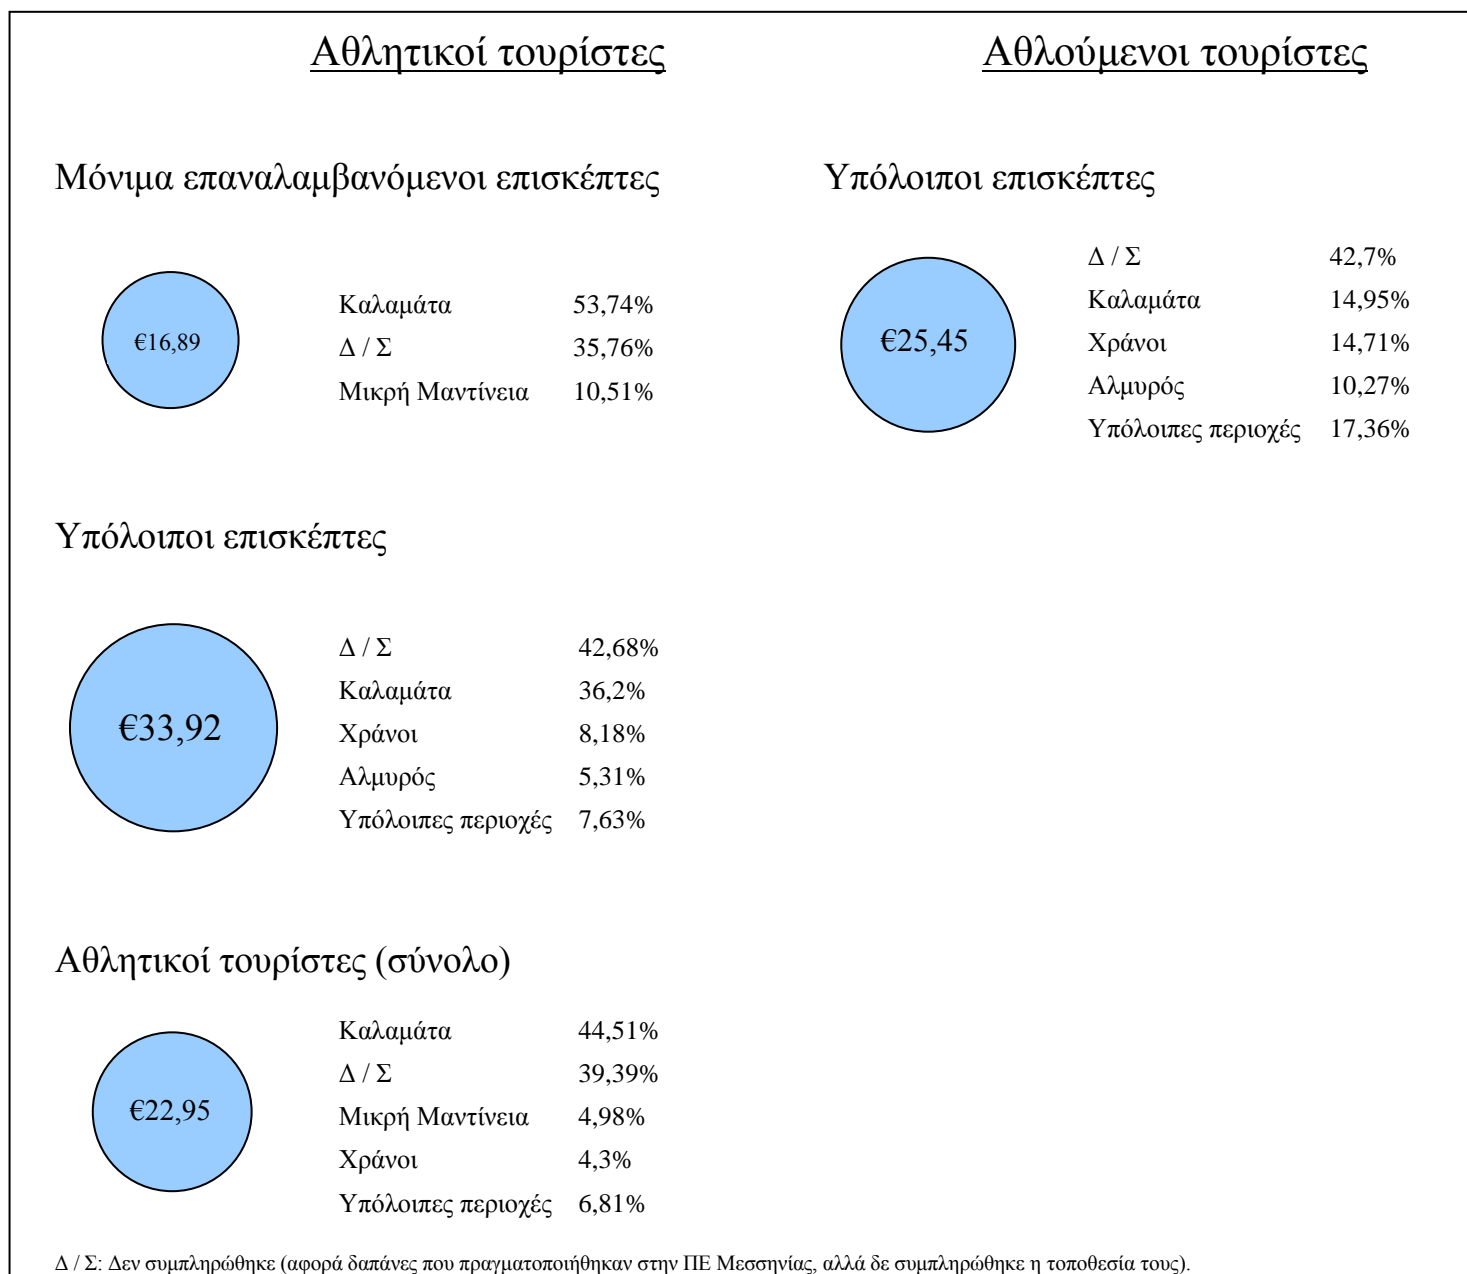 Αθλητικοί τουρίστες
Αθλούμενοι τουρίστες
Μόνιμα επαναλαμβανόμενοι επισκέπτες
€16,89
Καλαμάτα 53,74%
Δ / Σ 35,76%
Μικρή Μαντίνεια 10,51%
Υπόλοιποι επισκέπτες
€25,45
Δ / Σ 42,7%
Καλαμάτα 14,95%
Χράνοι 14,71%
Αλμυρός 10,27%
Υπόλοιπες περιοχές 17,36%
Υπόλοιποι επισκέπτες
€33,92
Δ / Σ 42,68%
Καλαμάτα 36,2%
Χράνοι 8,18%
Αλμυρός 5,31%
Υπόλοιπες περιοχές 7,63%
Αθλητικοί τουρίστες (σύνολο)
€22,95
Καλαμάτα 44,51%
Δ / Σ 39,39%
Μικρή Μαντίνεια 4,98%
Χράνοι 4,3%
Υπόλοιπες περιοχές 6,81%
Δ / Σ: Δεν συμπληρώθηκε (αφορά δαπάνες που πραγματοποιήθηκαν στην ΠΕ Μεσσηνίας, αλλά δε συμπληρώθηκε η τοποθεσία τους).